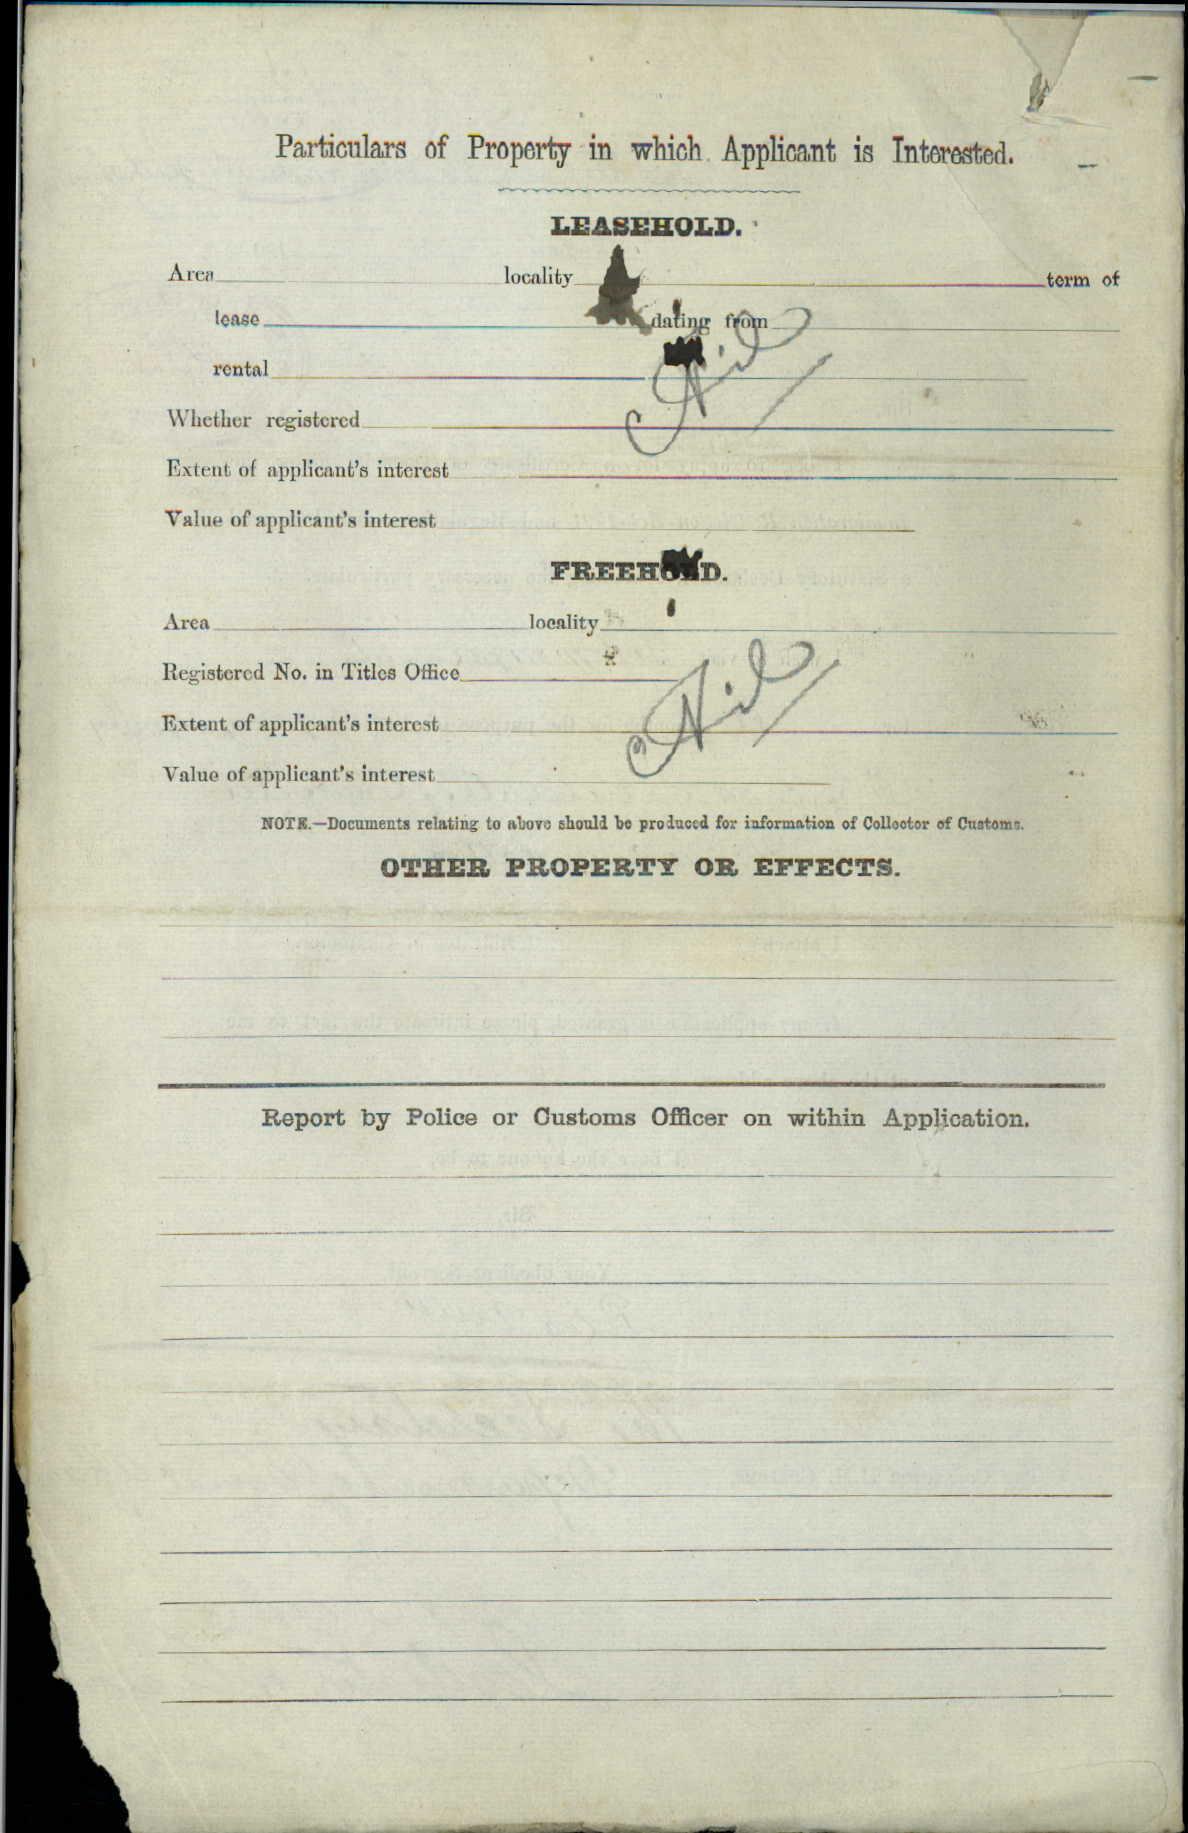 Particulars of Property in which Applicant is Interested.
LEASEHOLD.
Area locality term of
lease dating from
rental
Nil
Whether registered
Extent of applicant's interest
Value of applicant's interest
FREEHOLD.
Area locality
Registered No. in Titles Office
Nil
Extent of applicant's interest
Value of applicant's interest
NOTE.—Documents relating to above should be produced for information of Collector of Customs.
OTHER PROPERTY OR EFFECTS.
Report by Police or Customs Officer on within Application.